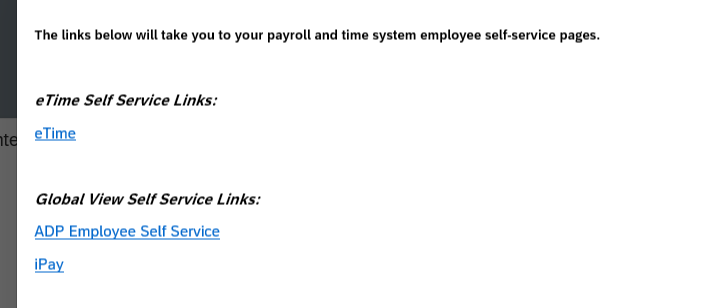 The links below will take you to your payroll and time system employee self-service pages.
eTime Self Service Links:
nte
eTime
Global View Self Service Links:
ADP Employee Self Service
iPay